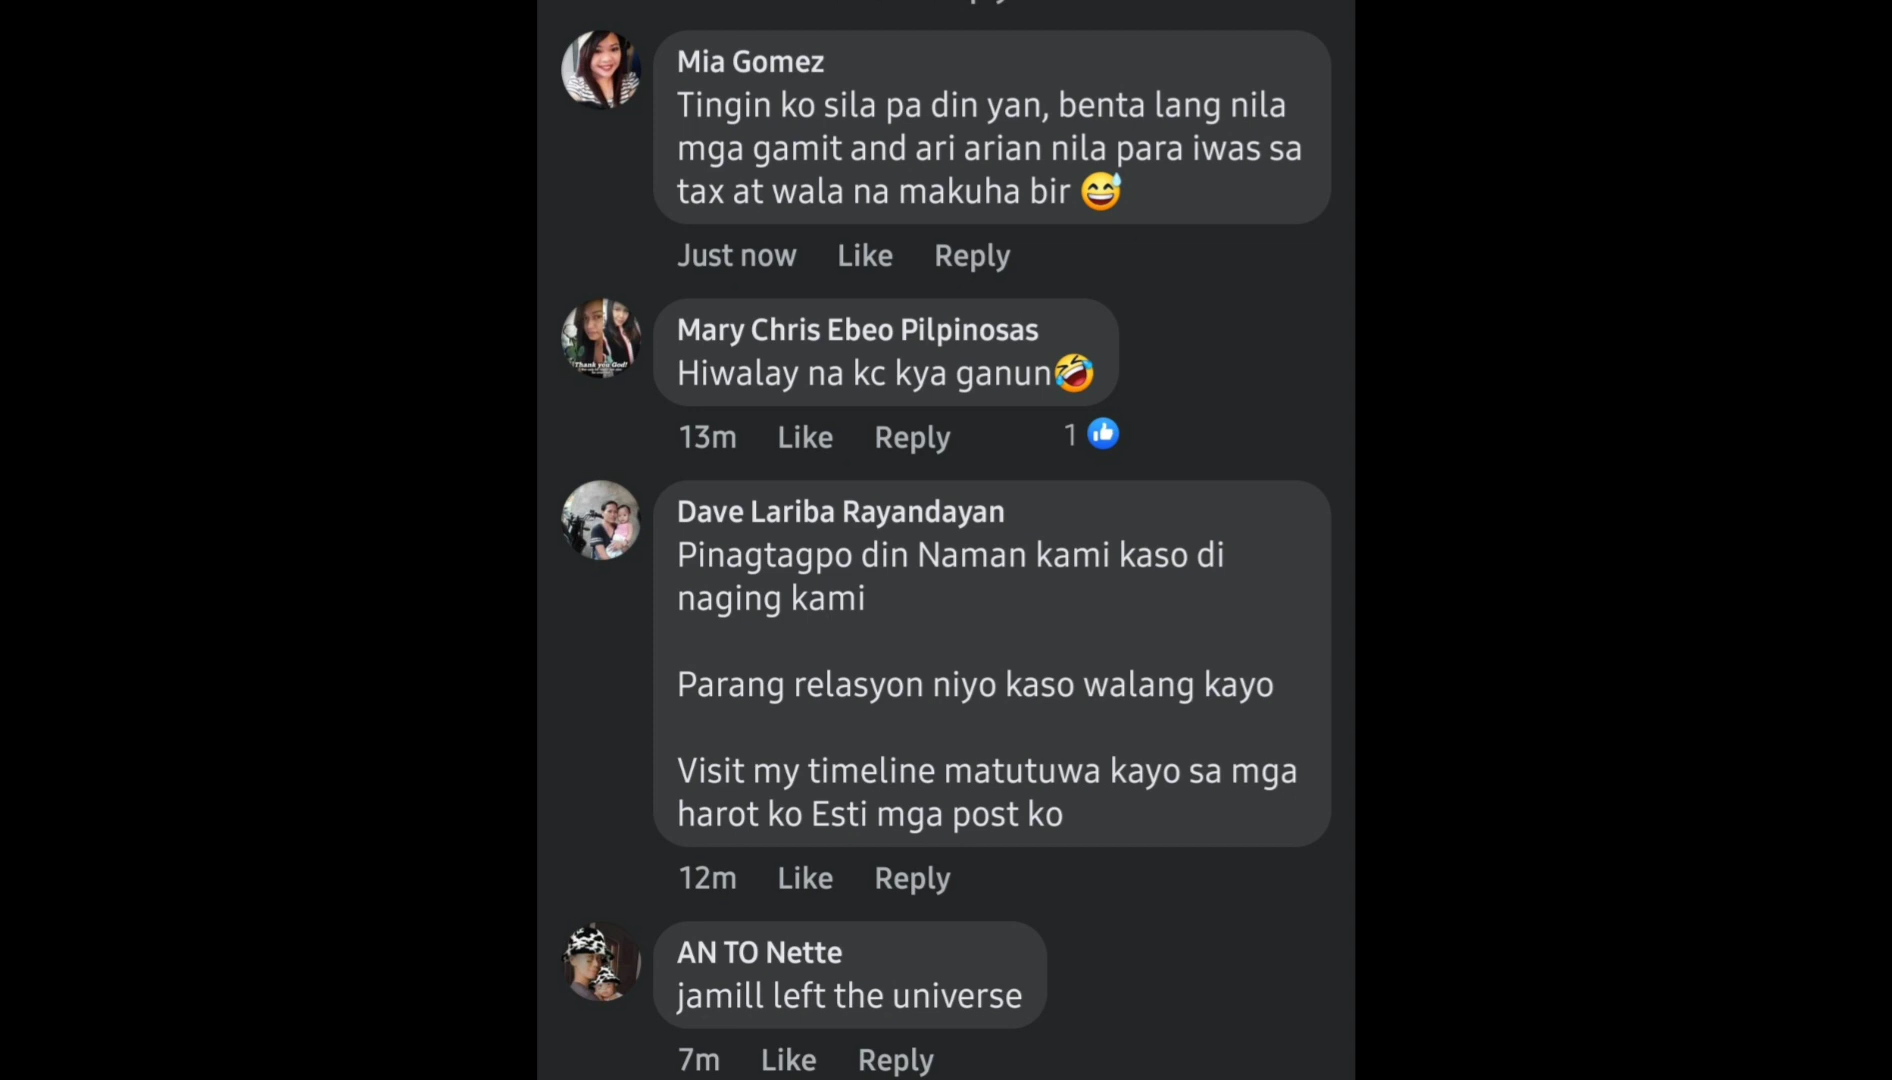 Mia Gomez
Tingin ko sila pa din yan, benta lang nila
mga gamit and ari arian nila para iwas sa
tax at wala na makuha bir 😅
Just now Like Reply
Mary Chris Ebeo Pilpinosas
Hiwalay na kc kya ganun🤣
13m Like Reply 1
Dave Lariba Rayandayan
Pinagtagpo din Naman kami kaso di
naging kami
Parang relasyon niyo kaso walang kayo
Visit my timeline matutuwa kayo sa mga
harot ko Esti mga post ko
12m Like Reply
AN TO Nette
jamill left the universe
7m Like Reply